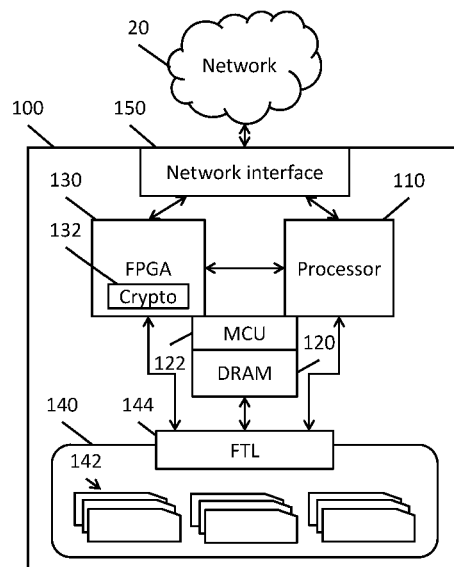 20
Network
100
150
Network interface
130
110
132
FPGA
Crypto
Processor
MCU
122
120
DRAM
140
144
FTL
142